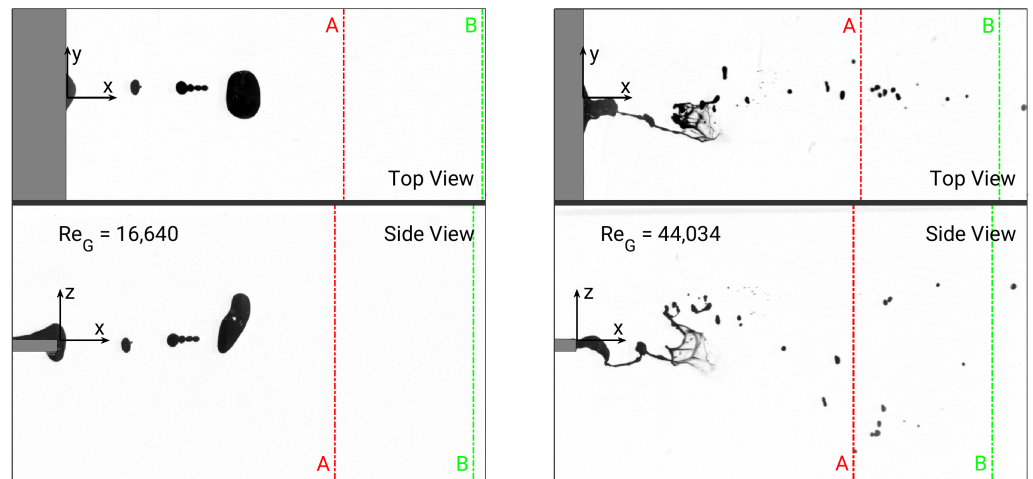 A
B
y
x
Top View
Re_G = 16,640
Side View
z
x
A
B
A
B
y
x
Top View
Re_G = 44,034
Side View
z
x
A
B